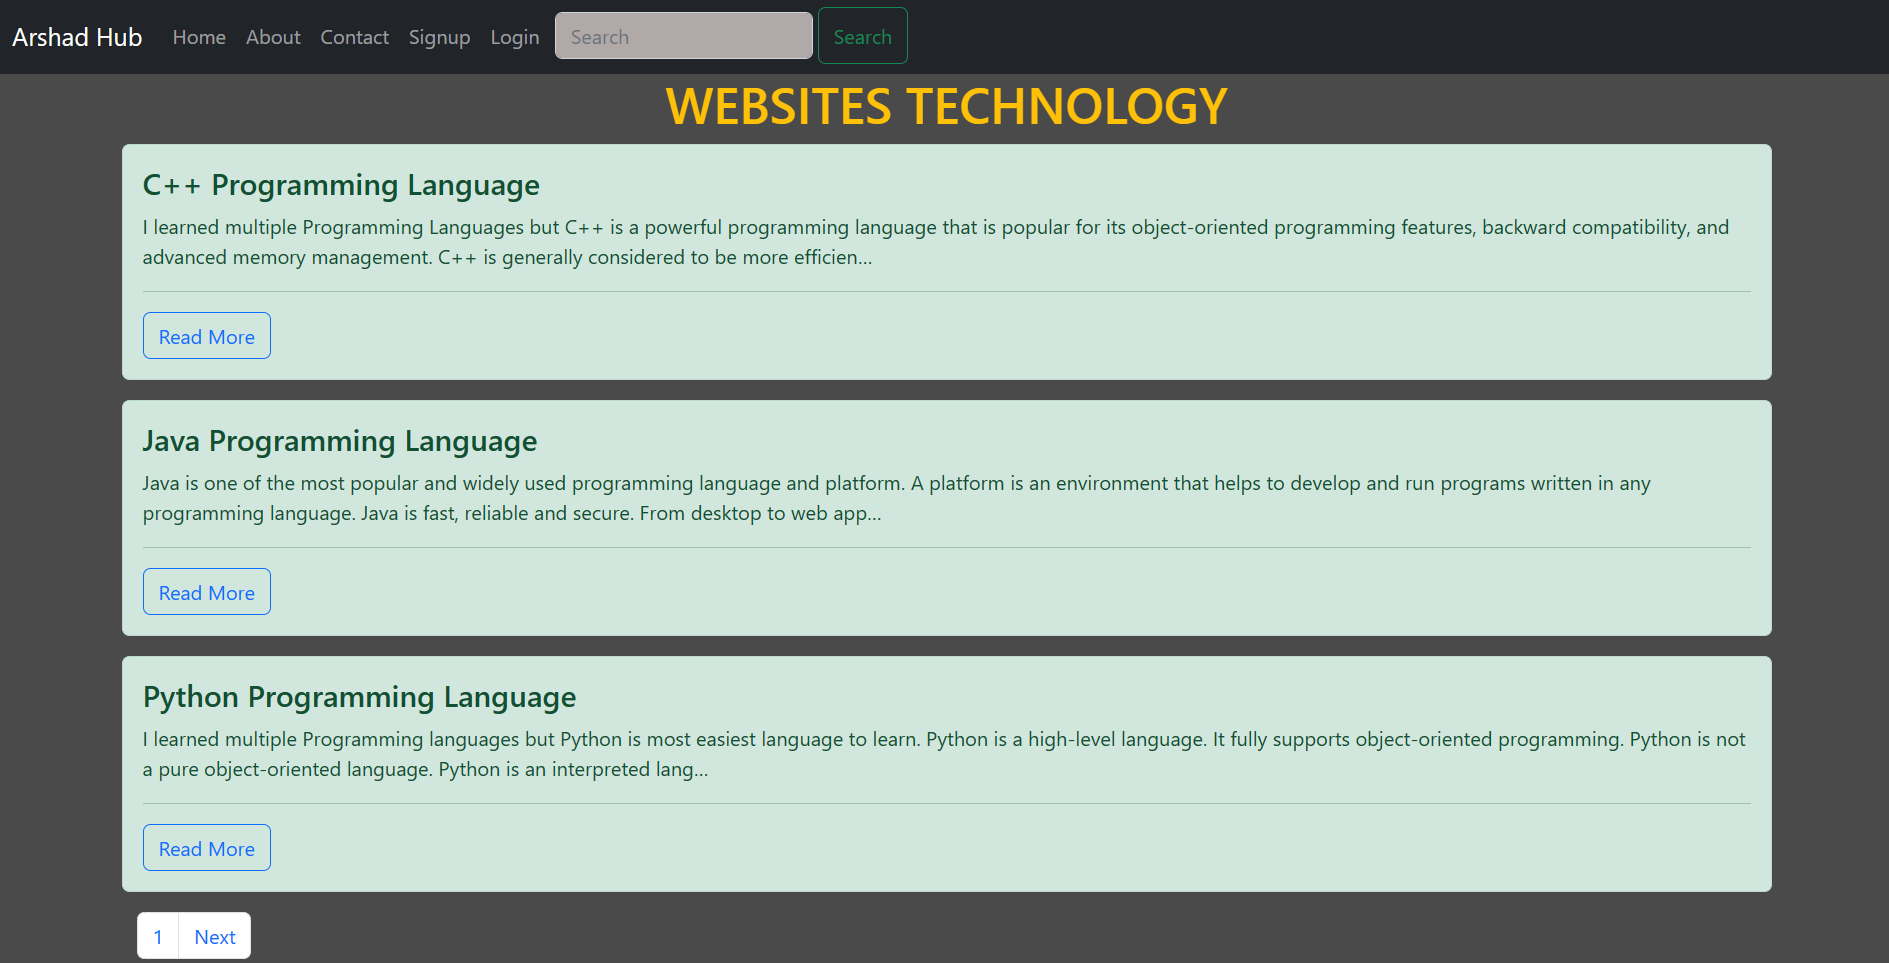 Arshad Hub Home About Contact Signup Login Search Search
WEBSITES TECHNOLOGY
C++ Programming Language
I learned multiple Programming Languages but C++ is a powerful programming language that is popular for its object-oriented programming features, backward compatibility, and
advanced memory management. C++ is generally considered to be more efficien...
Read More
Java Programming Language
Java is one of the most popular and widely used programming language and platform. A platform is an environment that helps to develop and run programs written in any
programming language. Java is fast, reliable and secure. From desktop to web app...
Read More
Python Programming Language
I learned multiple Programming languages but Python is most easiest language to learn. Python is a high-level language. It fully supports object-oriented programming. Python is not
a pure object-oriented language. Python is an interpreted lang...
Read More
1 Next